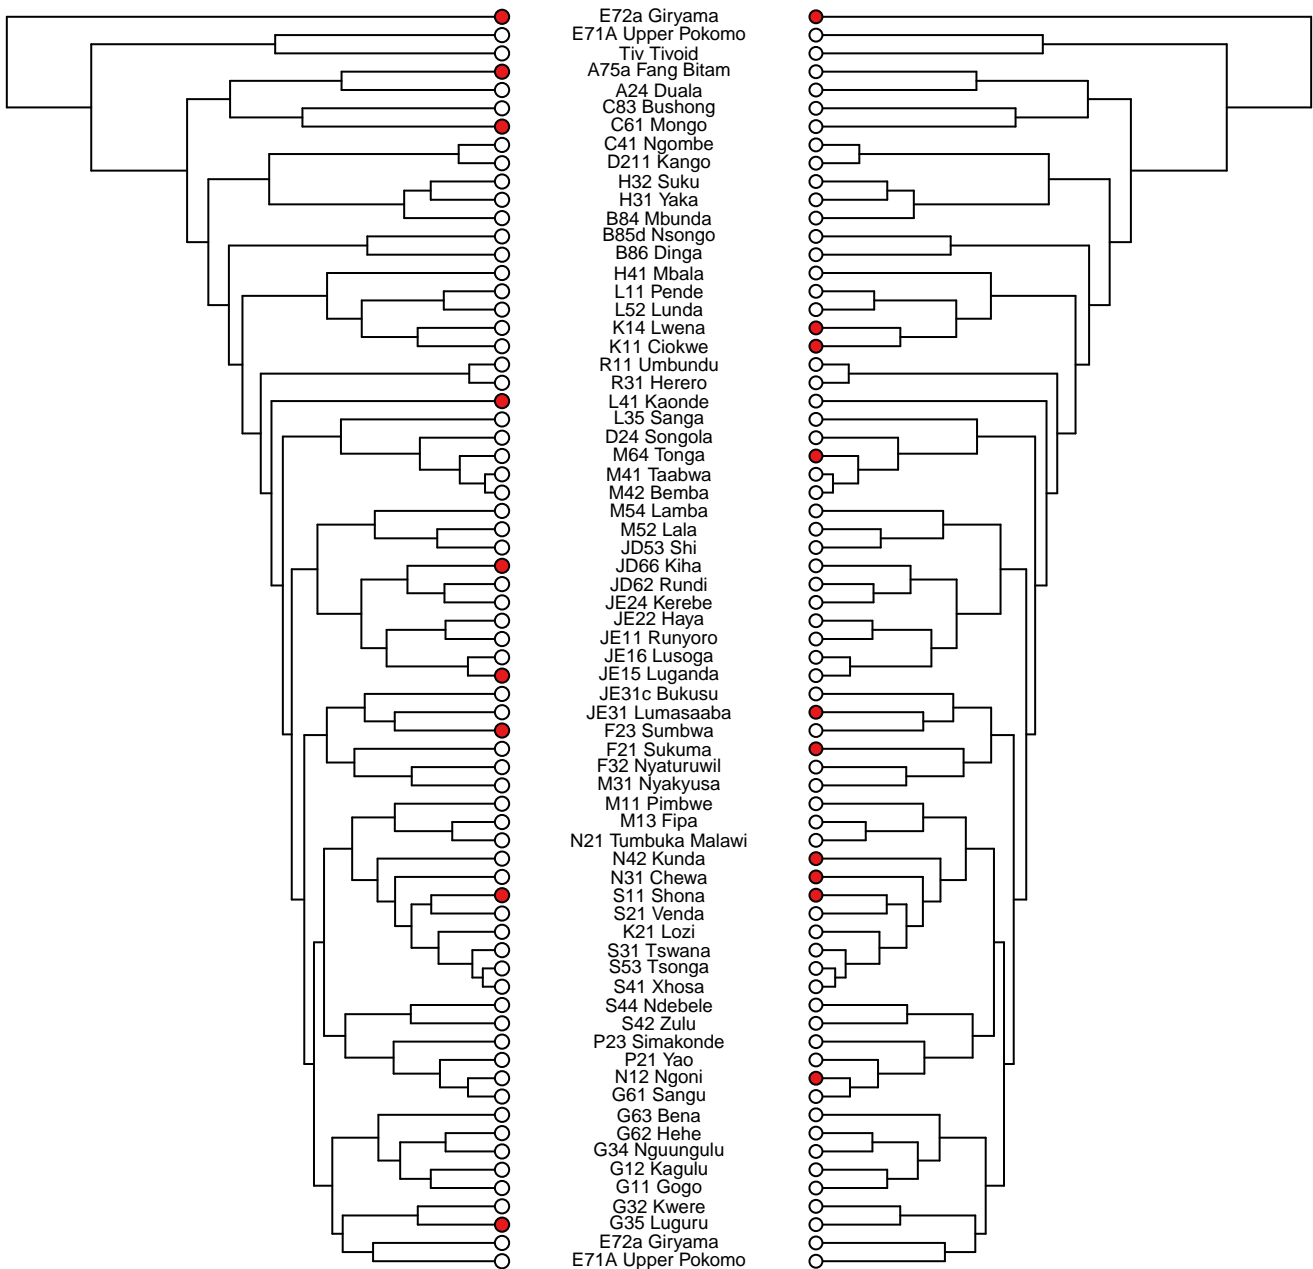 E72a Giryama
E71A Upper Pokomo
Tiv Tivoid
A75a Fang Bitam
A24 Duala
C83 Bushong
C61 Mongo
C41 Ngombe
D211 Kango
H32 Suku
H31 Yaka
B84 Mbunda
B85d Nsongo
B86 Dinga
H41 Mbala
L11 Pende
L52 Lunda
K14 Lwena
K11 Ciokwe
R11 Umbundu
R31 Herero
L41 Kaonde
L35 Sanga
D24 Songola
M64 Tonga
M41 Taabwa
M42 Bemba
M54 Lamba
M52 Lala
JD53 Shi
JD66 Kiha
JD62 Rundi
JE24 Kerebe
JE22 Haya
JE11 Runyoro
JE16 Lusoga
JE15 Luganda
JE31c Bukusu
JE31 Lumasaaba
F23 Sumbwa
F21 Sukuma
F32 Nyaturuwil
M31 Nyakyusa
M11 Pimbwe
M13 Fipa
N21 Tumbuka Malawi
N42 Kunda
N31 Chewa
S11 Shona
S21 Venda
K21 Lozi
S31 Tswana
S53 Tsonga
S41 Xhosa
S44 Ndebele
S42 Zulu
P23 Simakonde
P21 Yao
N12 Ngoni
G61 Sangu
G63 Bena
G62 Hehe
G34 Nguungulu
G12 Kagulu
G11 Gogo
G32 Kwere
G35 Luguru
E72a Giryama
E71A Upper Pokomo